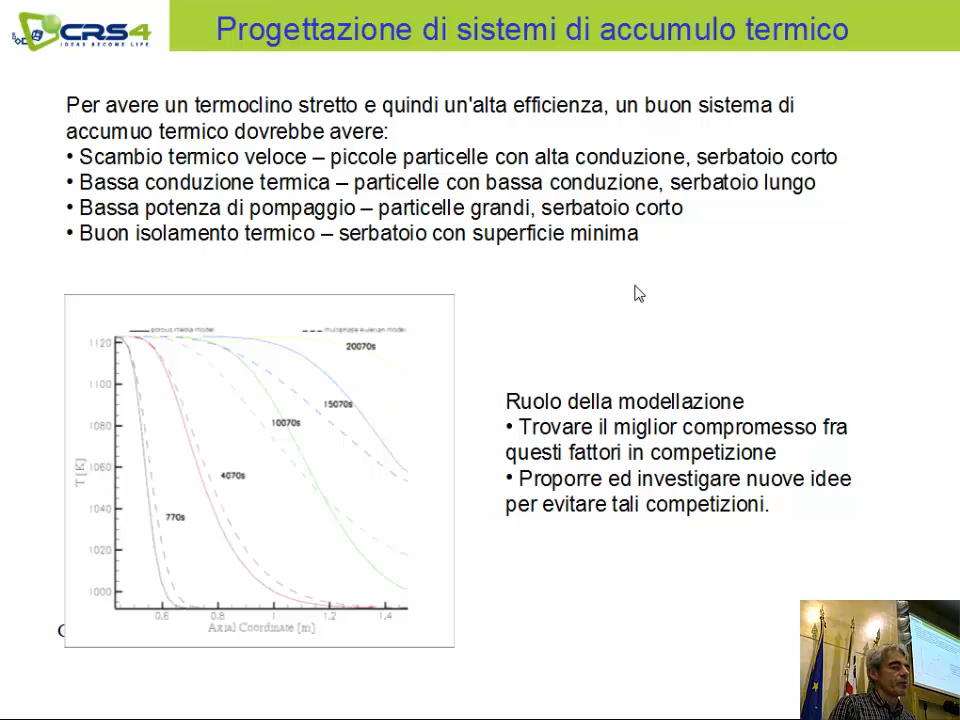 CRS4
IDEAS BECOME LIFE
Progettazione di sistemi di accumulo termico
Per avere un termoclino stretto e quindi un'alta efficienza, un buon sistema di
accumuo termico dovrebbe avere:
• Scambio termico veloce – piccole particelle con alta conduzione, serbatoio corto
• Bassa conduzione termica – particelle con bassa conduzione, serbatoio lungo
• Bassa potenza di pompaggio – particelle grandi, serbatoio corto
• Buon isolamento termico – serbatoio con superficie minima
porous media model
multiphase eulerian model
1120
1100
1080
1060
1040
1020
1000
T [K]
20070s
15070s
10070s
4070s
770s
0.6 0.8 1 1.2 1.4
Axial Coordinate [m]
Ruolo della modellazione
• Trovare il miglior compromesso fra
questi fattori in competizione
• Proporre ed investigare nuove idee
per evitare tali competizioni.